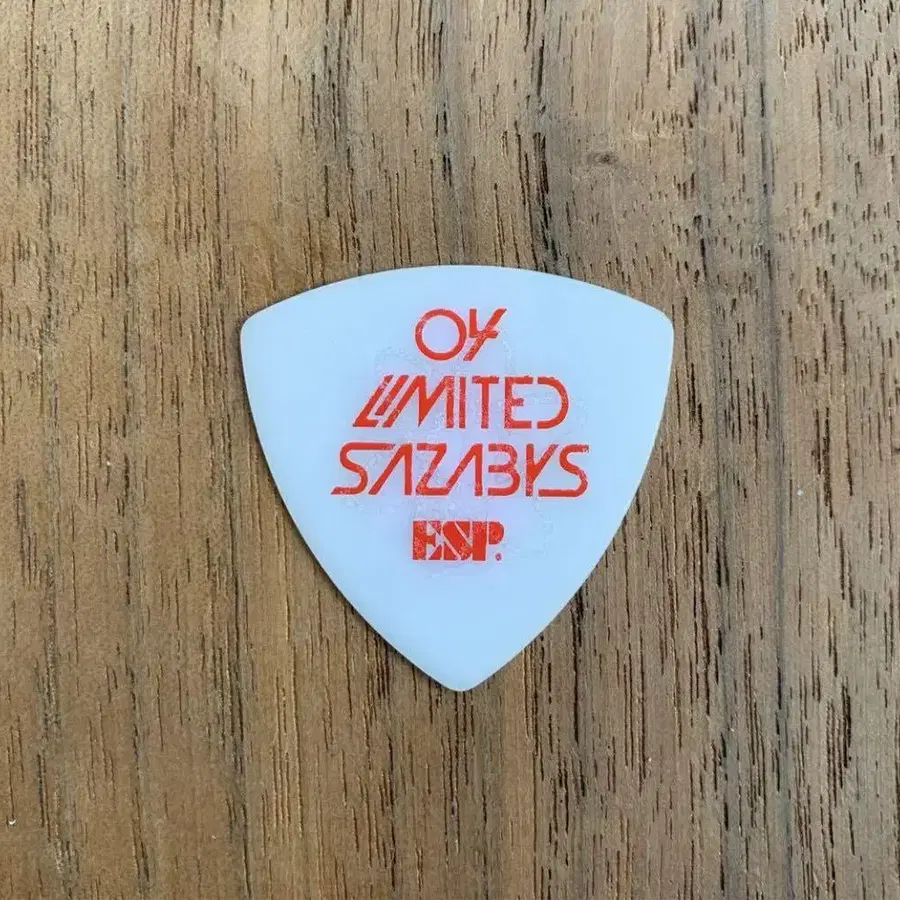 04
LIMITED
SAZABYS
ESP.